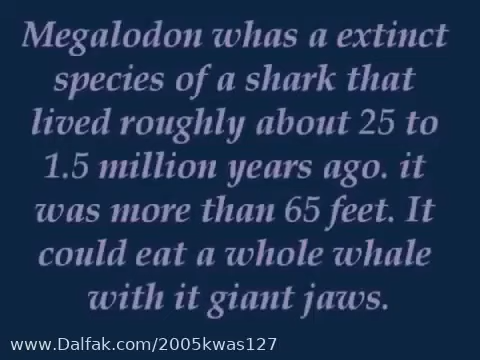 Megalodon whas a extinct
species of a shark that
lived roughly about 25 to
1.5 million years ago. it
was more than 65 feet. It
could eat a whole whale
with it giant jaws.
www.Dalfak.com/2005kwas127